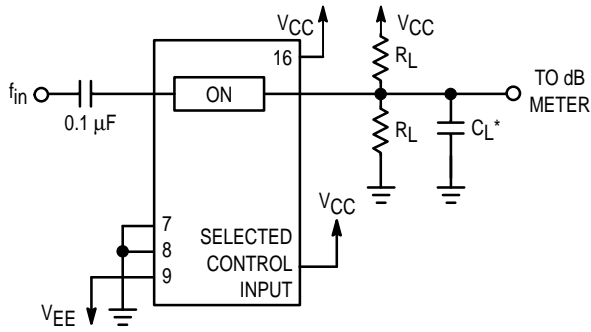 VCC
VCC
16
RL
fin
ON
TO dB
METER
0.1 µF
RL
CL*
7
8
9
SELECTED
CONTROL
INPUT
VCC
VEE